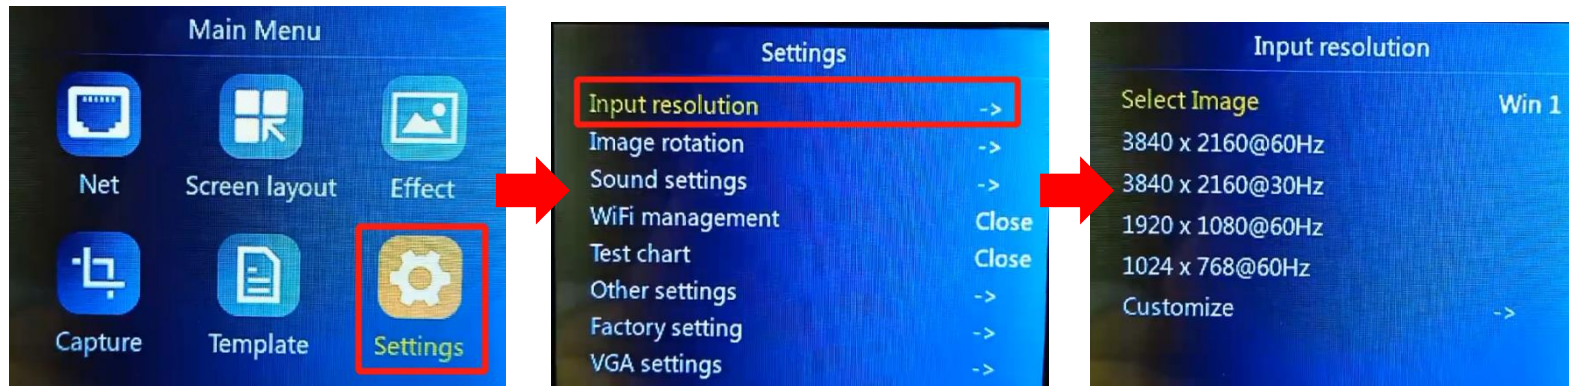 Main Menu
Net
Screen layout
Effect
Capture
Template
Settings
Settings
Input resolution ->
Image rotation ->
Sound settings ->
WiFi management Close
Test chart Close
Other settings ->
Factory setting ->
VGA settings ->
Input resolution
Select Image Win 1
3840 x 2160@60Hz
3840 x 2160@30Hz
1920 x 1080@60Hz
1024 x 768@60Hz
Customize ->